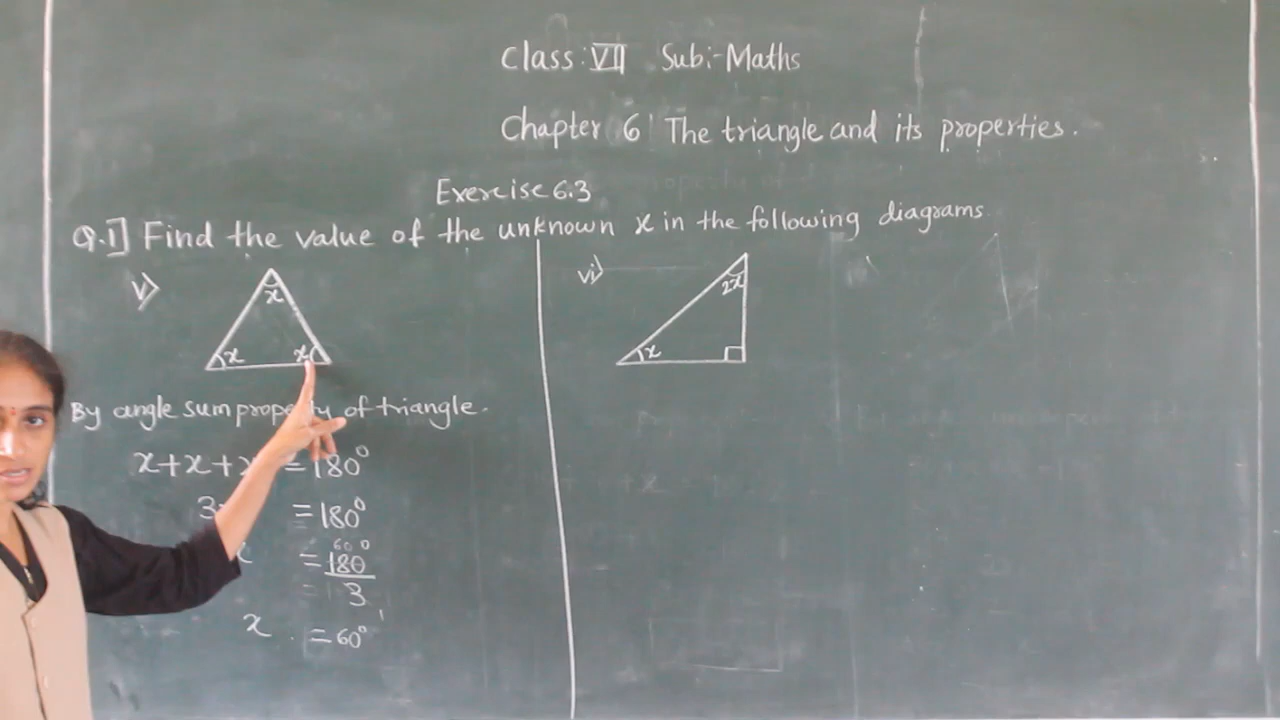 Class: VII Sub:-Maths
Chapter 6 The triangle and its properties.
Exercise 6.3
Q.1] Find the value of the unknown x in the following diagrams.
v)
x
x x
By angle sum property of triangle.
x+x+x =180°
3x =180°
x = 180
60°
3
x =60°
vi)
2x
x